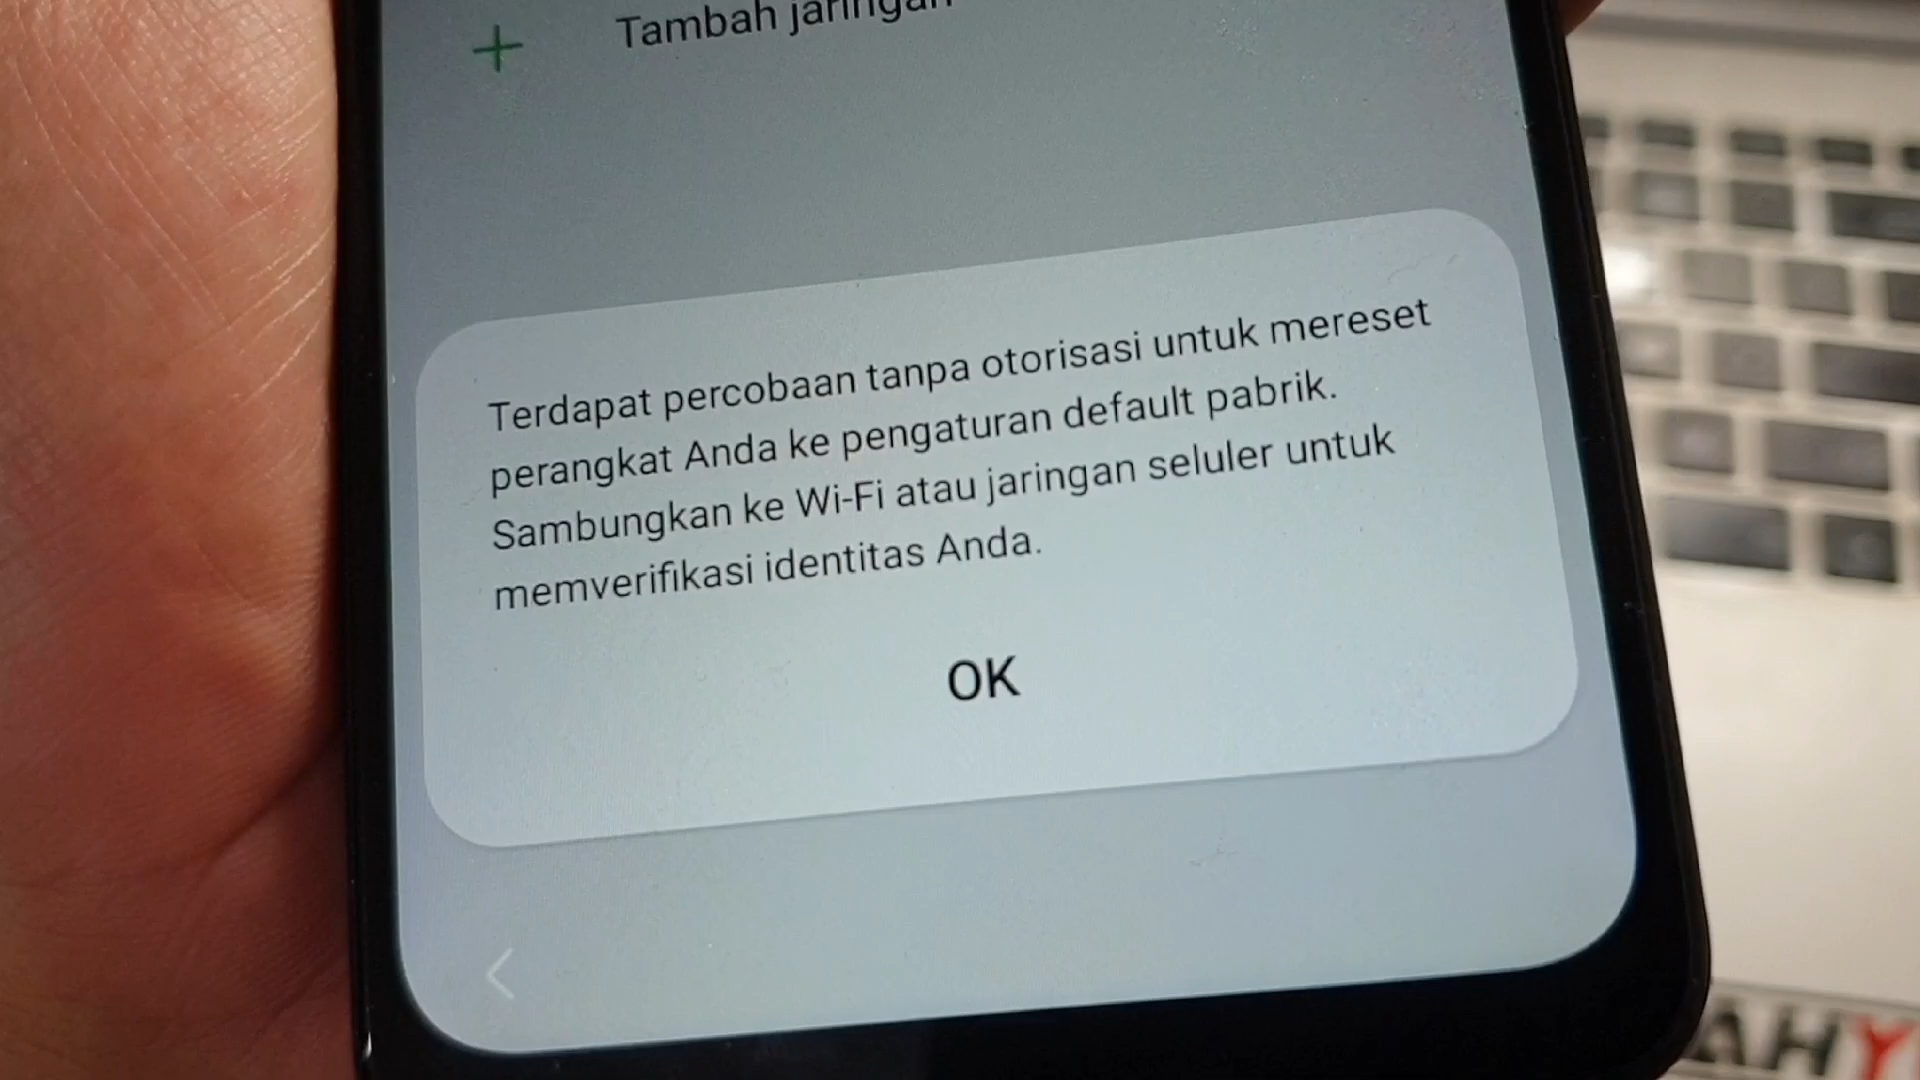 Tambah jaringan
Terdapat percobaan tanpa otorisasi untuk mereset
perangkat Anda ke pengaturan default pabrik.
Sambungkan ke Wi-Fi atau jaringan seluler untuk
memverifikasi identitas Anda.
OK
AHY